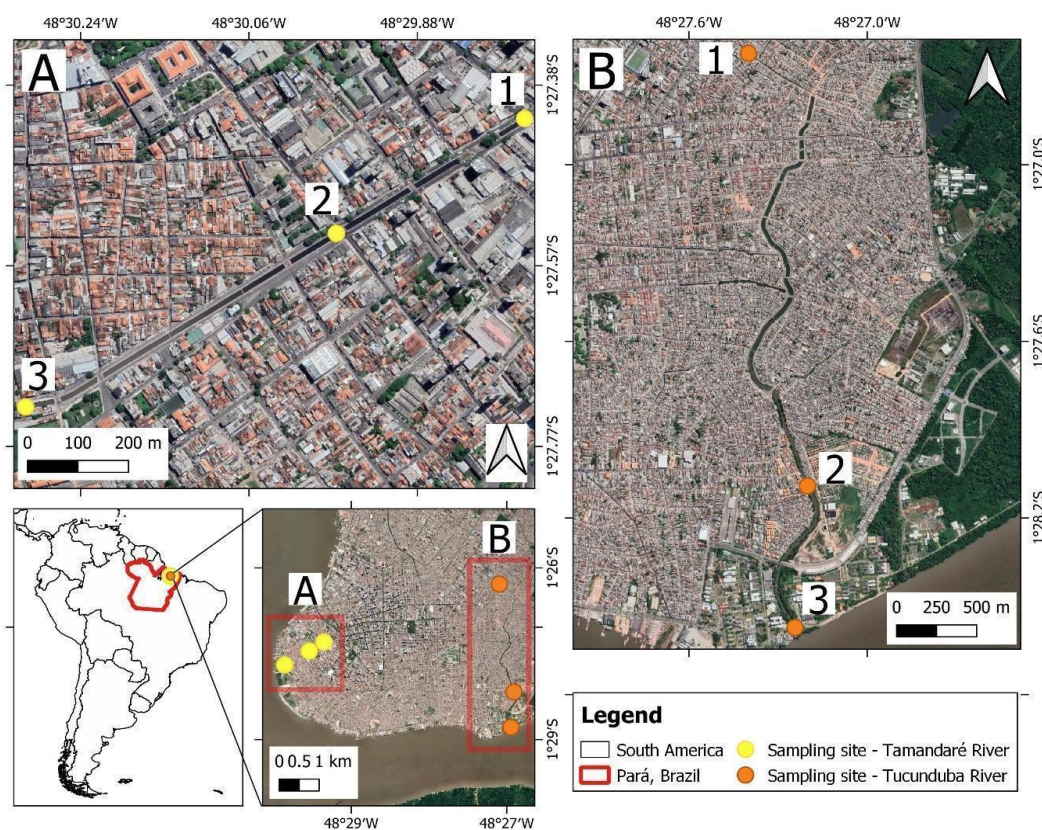 48°30.24'W 48°30.06'W 48°29.88'W
A
1
2
3
1°27.38'S
1°27.57'S
1°27.77'S
0 100 200 m
48°27.6'W 48°27.0'W
B
1
2
3
1°27.0'S
1°27.6'S
1°28.2'S
0 250 500 m
A
B
1°26'S
1°29'S
0 0.5 1 km
48°29'W 48°27'W
Legend
South America
Sampling site - Tamandaré River
Pará, Brazil
Sampling site - Tucunduba River